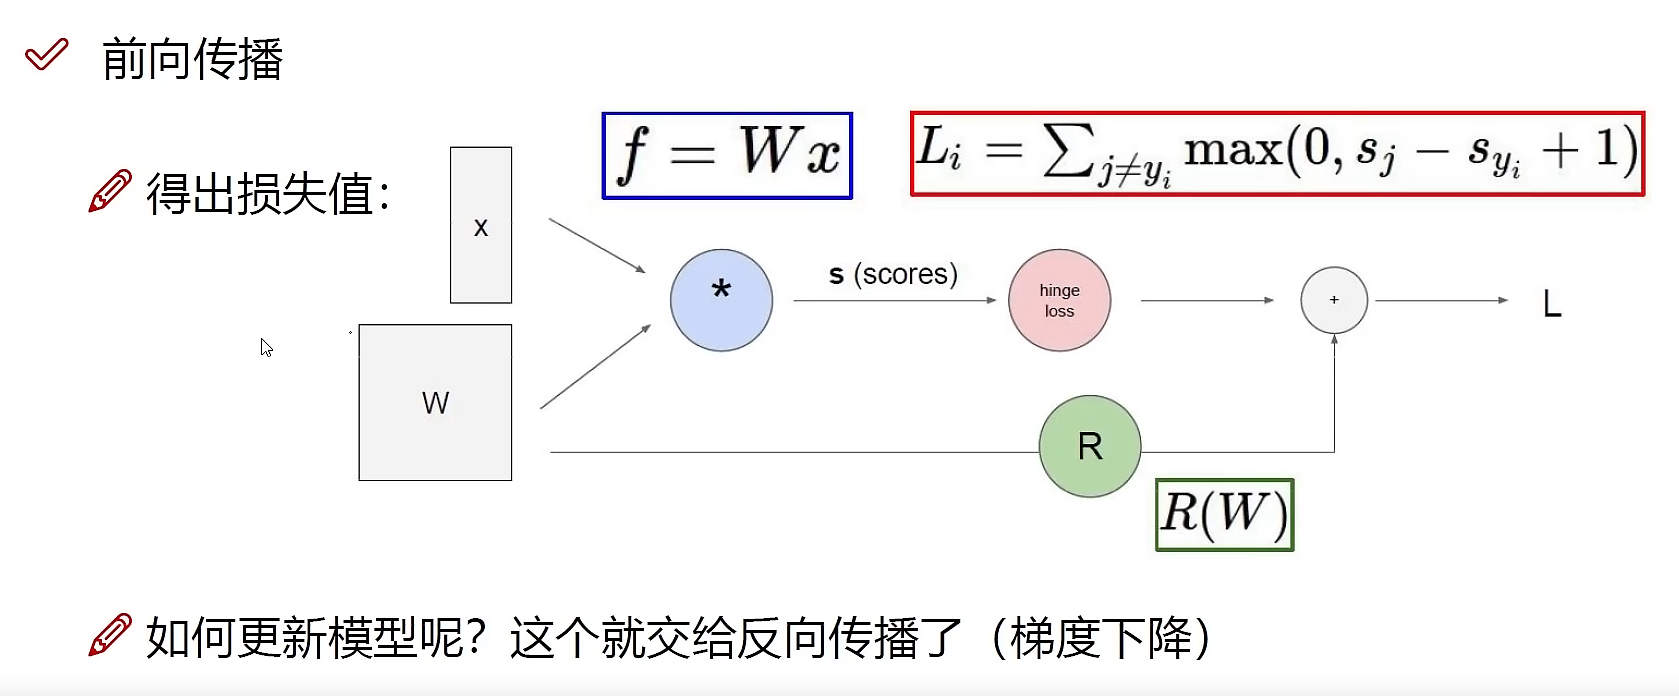 前向传播
f = Wx
L_i = ∑_{j≠y_i} max(0, s_j − s_{y_i} + 1)
得出损失值：
x
s (scores)
*
hinge
loss
+
L
W
R
R(W)
如何更新模型呢？这个就交给反向传播了（梯度下降）